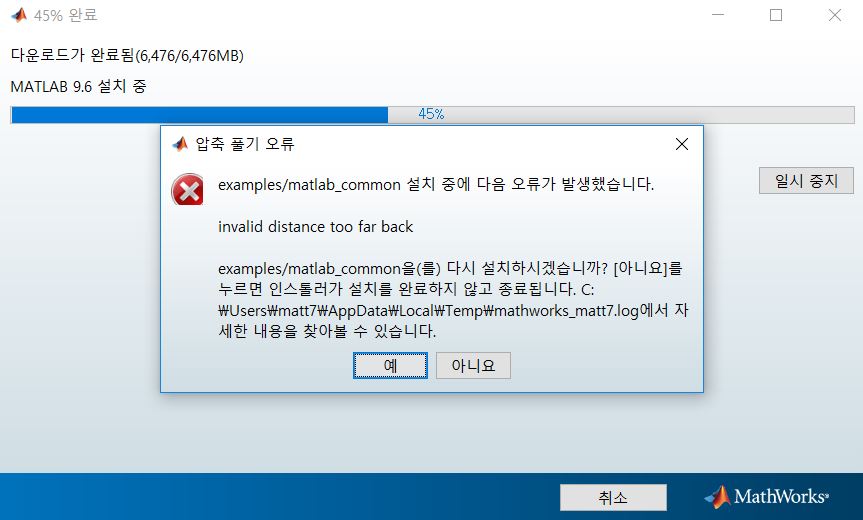 45% 완료
다운로드가 완료됨(6,476/6,476MB)
MATLAB 9.6 설치 중
45%
일시 중지
압축 풀기 오류
examples/matlab_common 설치 중에 다음 오류가 발생했습니다.
invalid distance too far back
examples/matlab_common을(를) 다시 설치하시겠습니까? [아니요]를
누르면 인스톨러가 설치를 완료하지 않고 종료됩니다. C:
₩Users₩matt7₩AppData₩Local₩Temp₩mathworks_matt7.log에서 자
세한 내용을 찾아볼 수 있습니다.
예
아니요
취소
MathWorks®